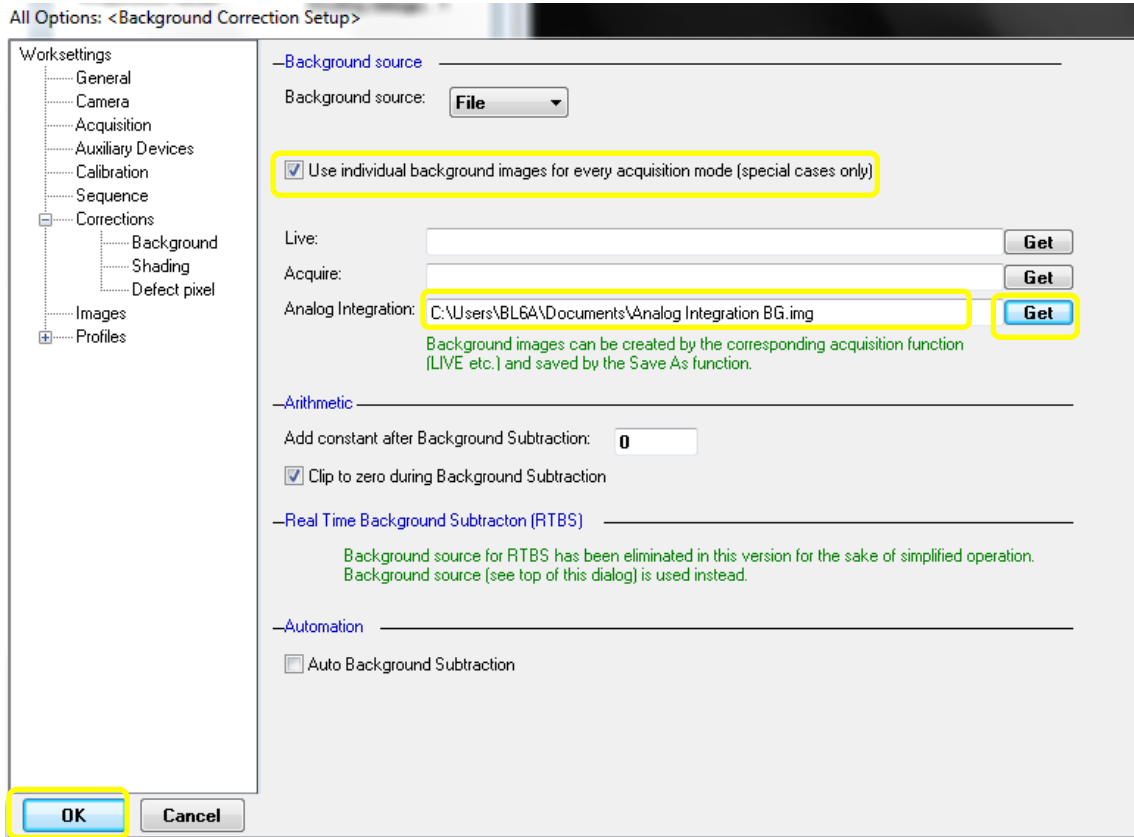 All Options: <Background Correction Setup>
Worksettings
General
Camera
Acquisition
Auxiliary Devices
Calibration
Sequence
Corrections
Background
Shading
Defect pixel
Images
Profiles
Background source
Background source: File
Use individual background images for every acquisition mode (special cases only)
Live: Get
Acquire: Get
Analog Integration: C:\Users\BL6A\Documents\Analog Integration BG.img Get
Background images can be created by the corresponding acquisition function
(LIVE etc.) and saved by the Save As function.
Arithmetic
Add constant after Background Subtraction: 0
Clip to zero during Background Subtraction
Real Time Background Subtracton (RTBS)
Background source for RTBS has been eliminated in this version for the sake of simplified operation.
Background source (see top of this dialog) is used instead.
Automation
Auto Background Subtraction
OK Cancel